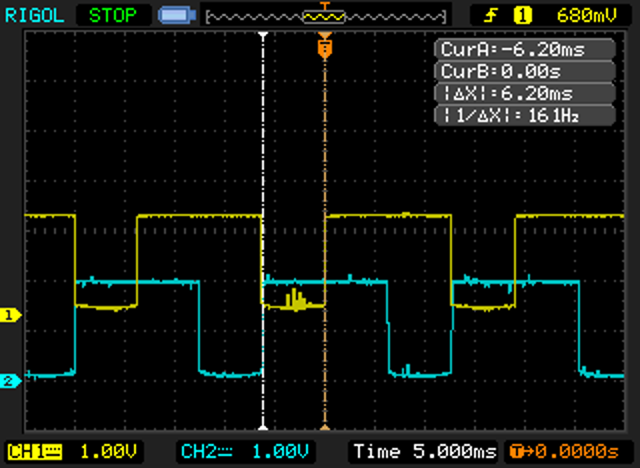 RIGOL STOP T 1 680mV
T
CurA:-6.20ms
CurB:0.00s
|ΔX|:6.20ms
|1/ΔX|: 161Hz
1
2
CH1 1.00V CH2 1.00V Time 5.000ms T→0.0000s